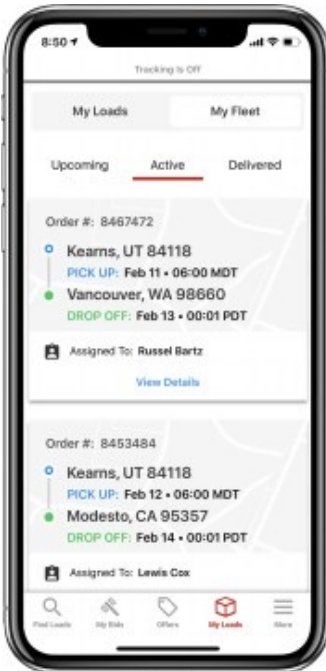 8:50
Tracking Is Off
My Loads My Fleet
Upcoming Active Delivered
Order #: 8467472
Kearns, UT 84118
PICK UP: Feb 11 • 06:00 MDT
Vancouver, WA 98660
DROP OFF: Feb 13 • 00:01 PDT
Assigned To: Russel Bartz
View Details
Order #: 8453484
Kearns, UT 84118
PICK UP: Feb 12 • 06:00 MDT
Modesto, CA 95357
DROP OFF: Feb 14 • 00:01 PDT
Assigned To: Lewis Cox
Find Loads My Bids Offers My Loads More